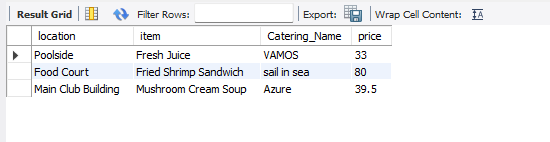 Result Grid Filter Rows: Export: Wrap Cell Content:
location item Catering_Name price
Poolside Fresh Juice VAMOS 33
Food Court Fried Shrimp Sandwich sail in sea 80
Main Club Building Mushroom Cream Soup Azure 39.5